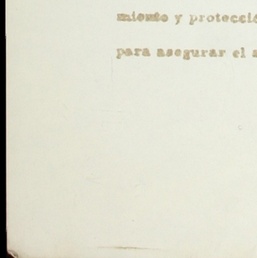 miento y protecció
para asegurar el